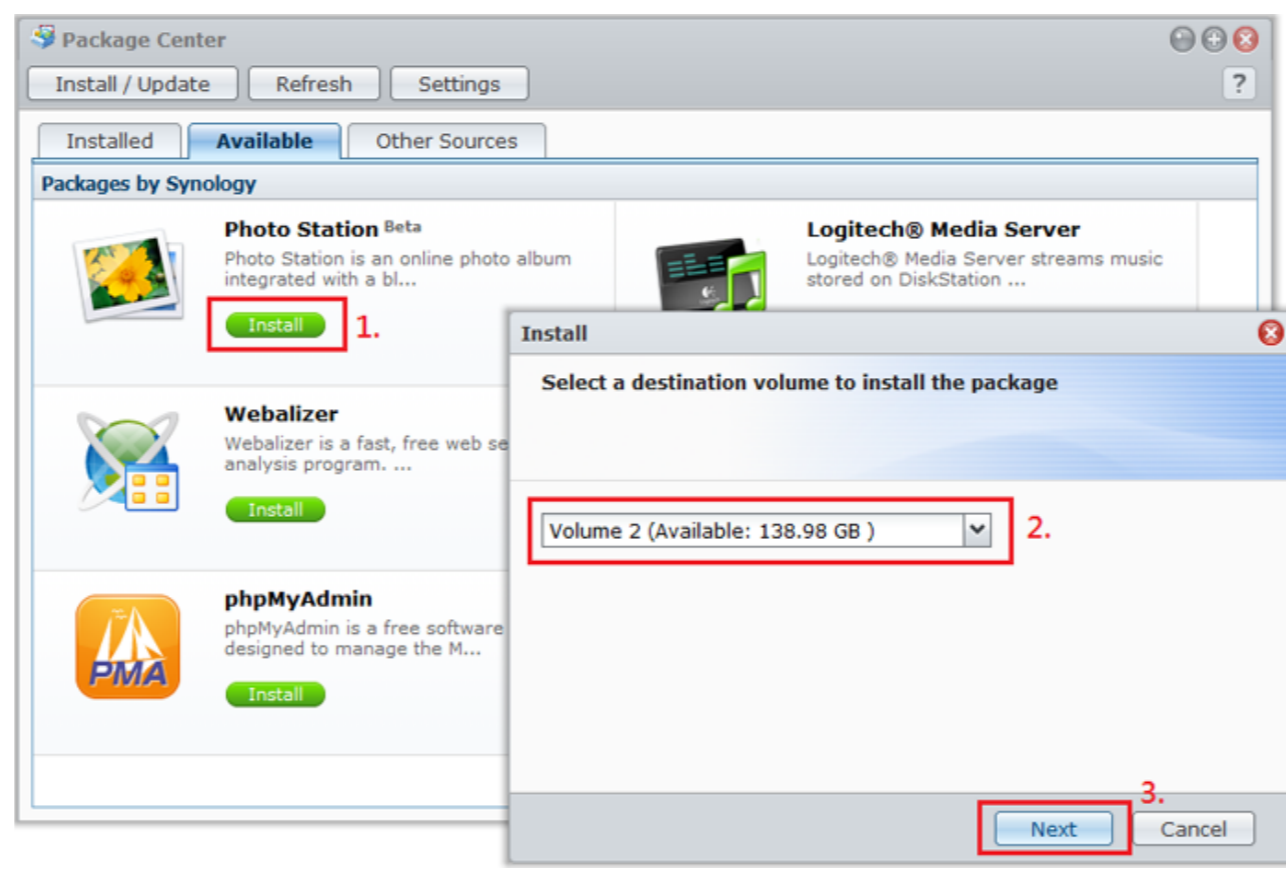 Package Center
Install / Update Refresh Settings ?
Installed Available Other Sources
Packages by Synology
Photo Station Beta
Photo Station is an online photo album
integrated with a bl...
Install
1.
Logitech® Media Server
Logitech® Media Server streams music
stored on DiskStation ...
Webalizer
Webalizer is a fast, free web se
analysis program. ...
Install
phpMyAdmin
phpMyAdmin is a free software
designed to manage the M...
Install
PMA
Install
Select a destination volume to install the package
Volume 2 (Available: 138.98 GB )
2.
3.
Next Cancel